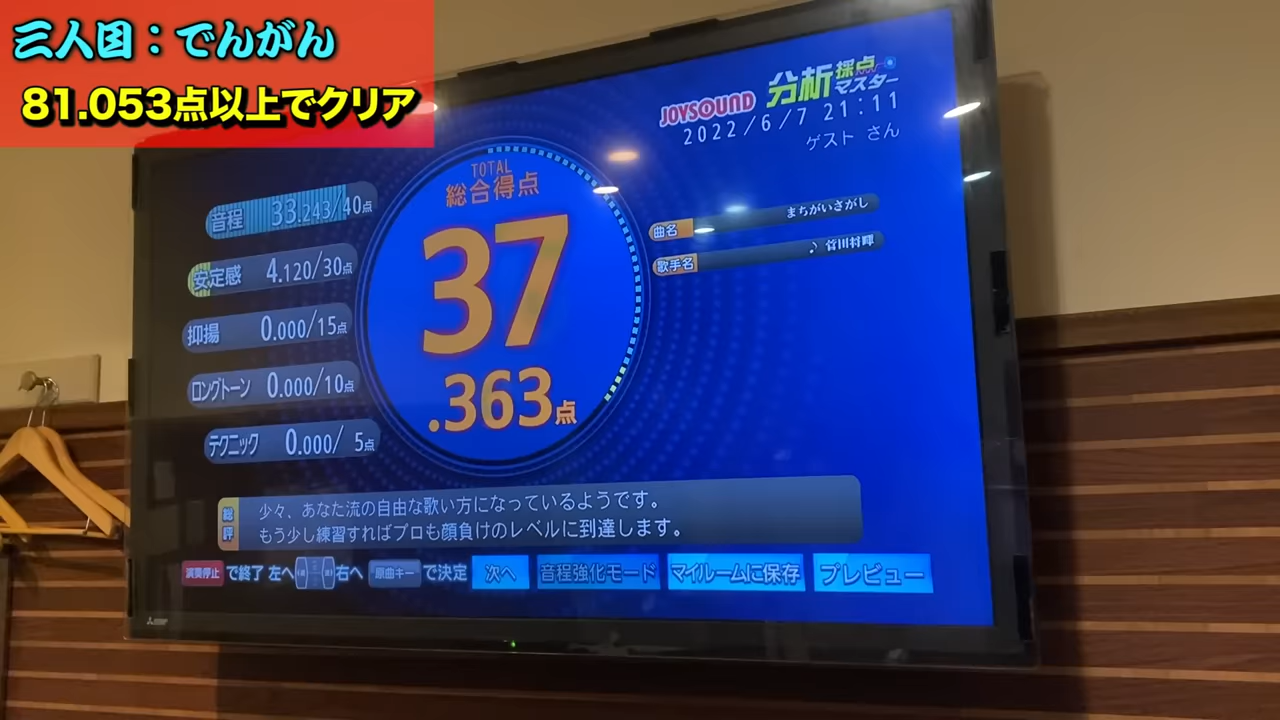 三人目：でんがん
81.053点以上でクリア
JOYSOUND 分析採点マスター
2022/6/7 21:11
ゲスト さん
TOTAL
総合得点
37
.363点
音程 33.243/40点
安定感 4.120/30点
抑揚 0.000/15点
ロングトーン 0.000/10点
テクニック 0.000/ 5点
曲名 まちがいさがし
歌手名 ♪ 菅田将暉
総評
少々、あなた流の自由な歌い方になっているようです。
もう少し練習すればプロも顔負けのレベルに到達します。
演奏停止 で終了 左へ 右へ 原曲キー で決定 次へ 音程強化モード マイルームに保存 プレビュー